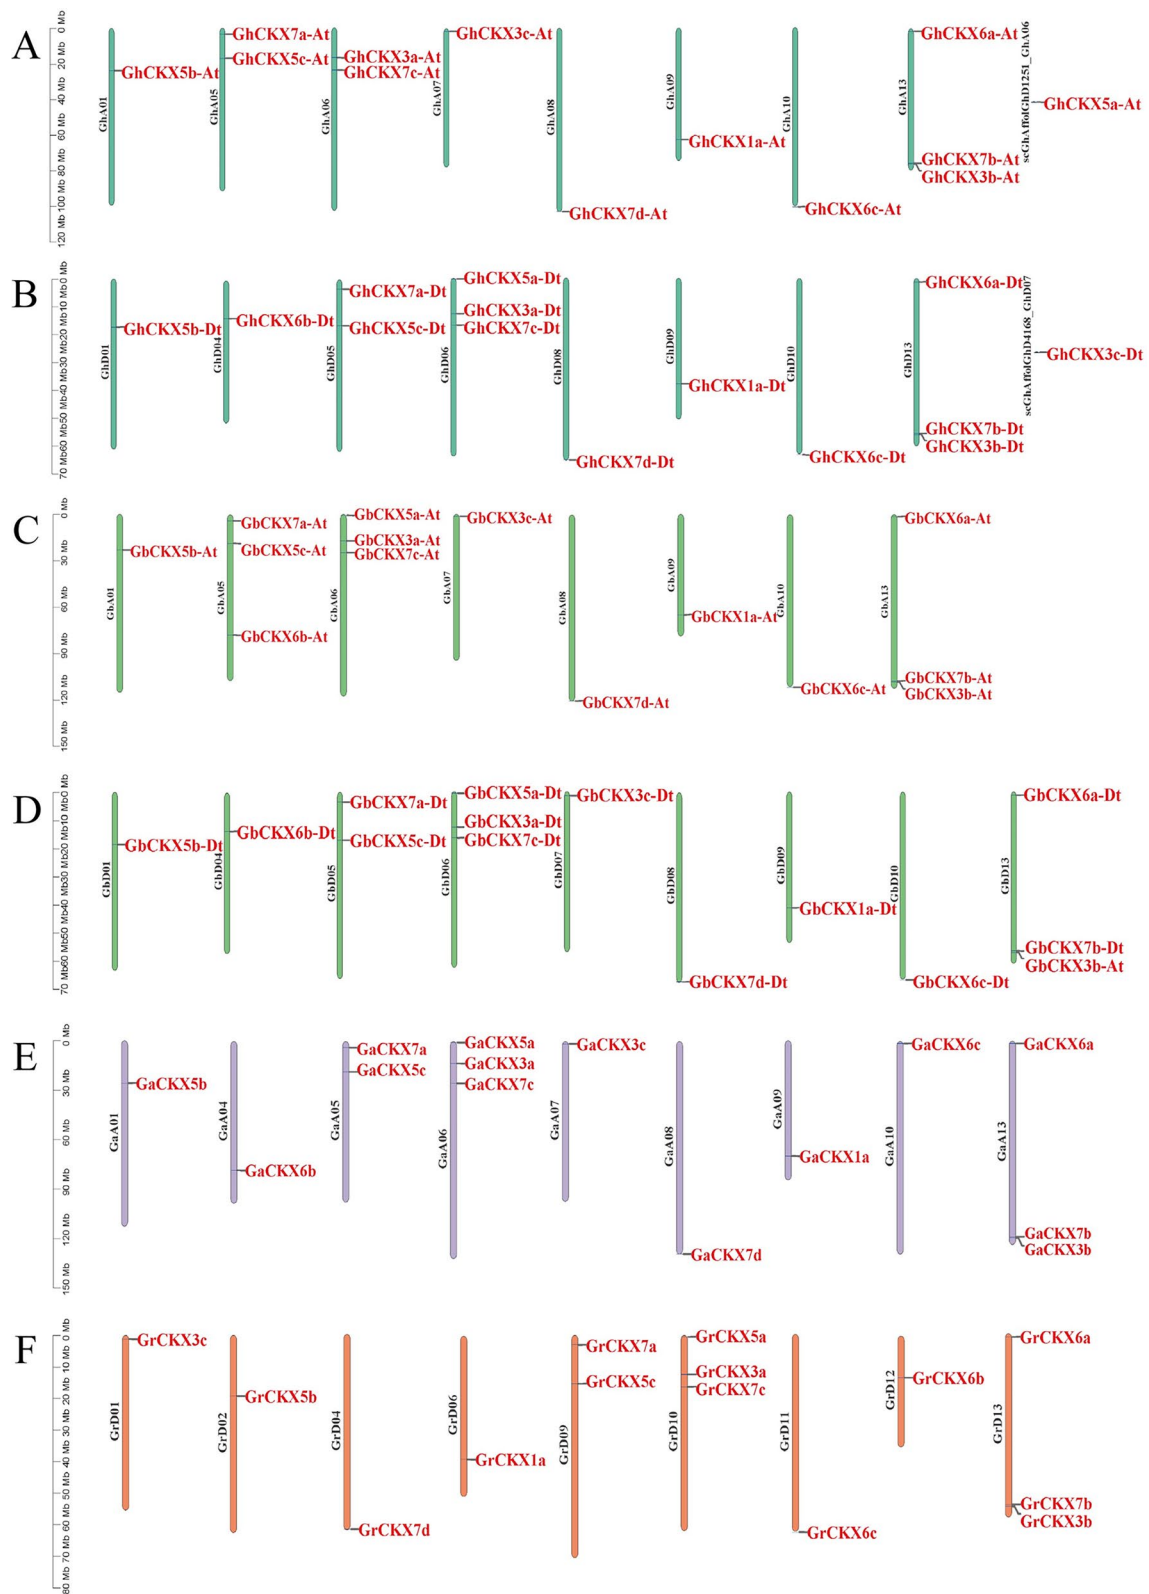 A
0 Mb
20 Mb
40 Mb
60 Mb
80 Mb
100 Mb
120 Mb
GhA01
GhCKX5b-At
GhA05
GhCKX7a-At
GhCKX5c-At
GhA06
GhCKX3a-At
GhCKX7c-At
GhA07
GhCKX3c-At
GhA08
GhCKX7d-At
GhA09
GhCKX1a-At
GhA10
GhCKX6c-At
GhA13
GhCKX6a-At
GhCKX7b-At
GhCKX3b-At
scGhAffolGhD1251_GhA06
GhCKX5a-At
B
0 Mb
10 Mb
20 Mb
30 Mb
40 Mb
50 Mb
60 Mb
70 Mb
GhD01
GhCKX5b-Dt
GhD04
GhCKX6b-Dt
GhD05
GhCKX7a-Dt
GhCKX5c-Dt
GhD06
GhCKX5a-Dt
GhCKX3a-Dt
GhCKX7c-Dt
GhD08
GhCKX7d-Dt
GhD09
GhCKX1a-Dt
GhD10
GhCKX6c-Dt
GhD13
GhCKX6a-Dt
GhCKX7b-Dt
GhCKX3b-Dt
scGhAffolGhD4168_GhD07
GhCKX3c-Dt
C
0 Mb
30 Mb
60 Mb
90 Mb
120 Mb
150 Mb
GbA01
GbCKX5b-At
GbA05
GbCKX7a-At
GbCKX5c-At
GbCKX6b-At
GbA06
GbCKX5a-At
GbCKX3a-At
GbCKX7c-At
GbA07
GbCKX3c-At
GbA08
GbCKX7d-At
GbA09
GbCKX1a-At
GbA10
GbCKX6c-At
GbA13
GbCKX6a-At
GbCKX7b-At
GbCKX3b-At
D
0 Mb
10 Mb
20 Mb
30 Mb
40 Mb
50 Mb
60 Mb
70 Mb
GbD01
GbCKX5b-Dt
GbD04
GbCKX6b-Dt
GbD05
GbCKX7a-Dt
GbCKX5c-Dt
GbD06
GbCKX5a-Dt
GbCKX3a-Dt
GbCKX7c-Dt
GbD07
GbCKX3c-Dt
GbD08
GbCKX7d-Dt
GbD09
GbCKX1a-Dt
GbD10
GbCKX6c-Dt
GbD13
GbCKX6a-Dt
GbCKX7b-Dt
GbCKX3b-At
E
0 Mb
30 Mb
60 Mb
90 Mb
120 Mb
150 Mb
GaA01
GaCKX5b
GaA04
GaCKX6b
GaA05
GaCKX7a
GaCKX5c
GaA06
GaCKX5a
GaCKX3a
GaCKX7c
GaA07
GaCKX3c
GaA08
GaCKX7d
GaA09
GaCKX1a
GaA10
GaCKX6c
GaA13
GaCKX6a
GaCKX7b
GaCKX3b
F
0 Mb
10 Mb
20 Mb
30 Mb
40 Mb
50 Mb
60 Mb
70 Mb
80 Mb
GrD01
GrCKX3c
GrD02
GrCKX5b
GrD04
GrCKX7d
GrD06
GrCKX1a
GrD09
GrCKX7a
GrCKX5c
GrD10
GrCKX5a
GrCKX3a
GrCKX7c
GrD11
GrCKX6c
GrD12
GrCKX6b
GrD13
GrCKX6a
GrCKX7b
GrCKX3b